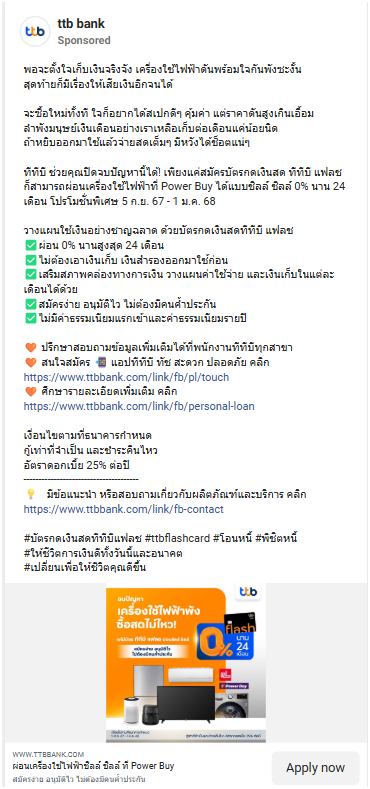 ttb bank
Sponsored
พอจะตั้งใจเก็บเงินจริงจัง เครื่องใช้ไฟฟ้าดันพร้อมใจกันพังซะงั้น
สุดท้ายก็มีเรื่องให้เสียเงินอีกจนได้
จะซื้อใหม่ทั้งที ใจก็อยากได้สเปกดีๆ คุ้มค่า แต่ราคาดันสูงเกินเอื้อม
ลำพังมนุษย์เงินเดือนอย่างเราเหลือเก็บต่อเดือนแค่น้อยนิด
ถ้าหยิบออกมาใช้แล้วจ่ายสดเต็มๆ มีหวังได้ช็อตแน่ๆ
ทีทีบี ช่วยคุณปิดจบปัญหานี้ได้! เพียงแค่สมัครบัตรกดเงินสด ทีทีบี แฟลช
ก็สามารถผ่อนเครื่องใช้ไฟฟ้าที่ Power Buy ได้แบบชิลล์ ชิลล์ 0% นาน 24
เดือน โปรโมชั่นพิเศษ 5 ก.ย. 67 - 1 ม.ค. 68
วางแผนใช้เงินอย่างชาญฉลาด ด้วยบัตรกดเงินสดทีทีบี แฟลช
✅ผ่อน 0% นานสูงสุด 24 เดือน
✅ไม่ต้องเอาเงินเก็บ เงินสำรองออกมาใช้ก่อน
✅เสริมสภาพคล่องทางการเงิน วางแผนค่าใช้จ่าย และเงินเก็บในแต่ละ
เดือนได้ด้วย
✅สมัครง่าย อนุมัติไว ไม่ต้องมีคนค้ำประกัน
✅ไม่มีค่าธรรมเนียมแรกเข้าและค่าธรรมเนียมรายปี
🧡 ปรึกษาสอบถามข้อมูลเพิ่มเติมได้ที่พนักงานทีทีบีทุกสาขา
🧡 สนใจสมัคร 📲 แอปทีทีบี ทัช สะดวก ปลอดภัย คลิก
https://www.ttbbank.com/link/fb/pl/touch
🧡 ศึกษารายละเอียดเพิ่มเติม คลิก
https://www.ttbbank.com/link/fb/personal-loan
เงื่อนไขตามที่ธนาคารกำหนด
กู้เท่าที่จำเป็น และชำระคืนไหว
อัตราดอกเบี้ย 25% ต่อปี
--------------------------------------
💡 มีข้อแนะนำ หรือสอบถามเกี่ยวกับผลิตภัณฑ์และบริการ คลิก
https://www.ttbbank.com/link/fb-contact
#บัตรกดเงินสดทีทีบีแฟลช #ttbflashcard #โอนหนี้ #พิชิตหนี้
#ให้ชีวิตการเงินดีทั้งวันนี้และอนาคต
#เปลี่ยนเพื่อให้ชีวิตคุณดีขึ้น
ttb
จบปัญหา
เครื่องใช้ไฟฟ้าพัง
ซื้อสดไม่ไหว!
สมัครง่าย อนุมัติไว
ไม่ต้องมีคนค้ำประกัน
flash
0%
นาน
24
เดือน
Power Buy
WWW.TTBBANK.COM
ผ่อนเครื่องใช้ไฟฟ้าชิลล์ ชิลล์ ที่ Power Buy
สมัครง่าย อนุมัติไว ไม่ต้องมีคนค้ำประกัน
Apply now